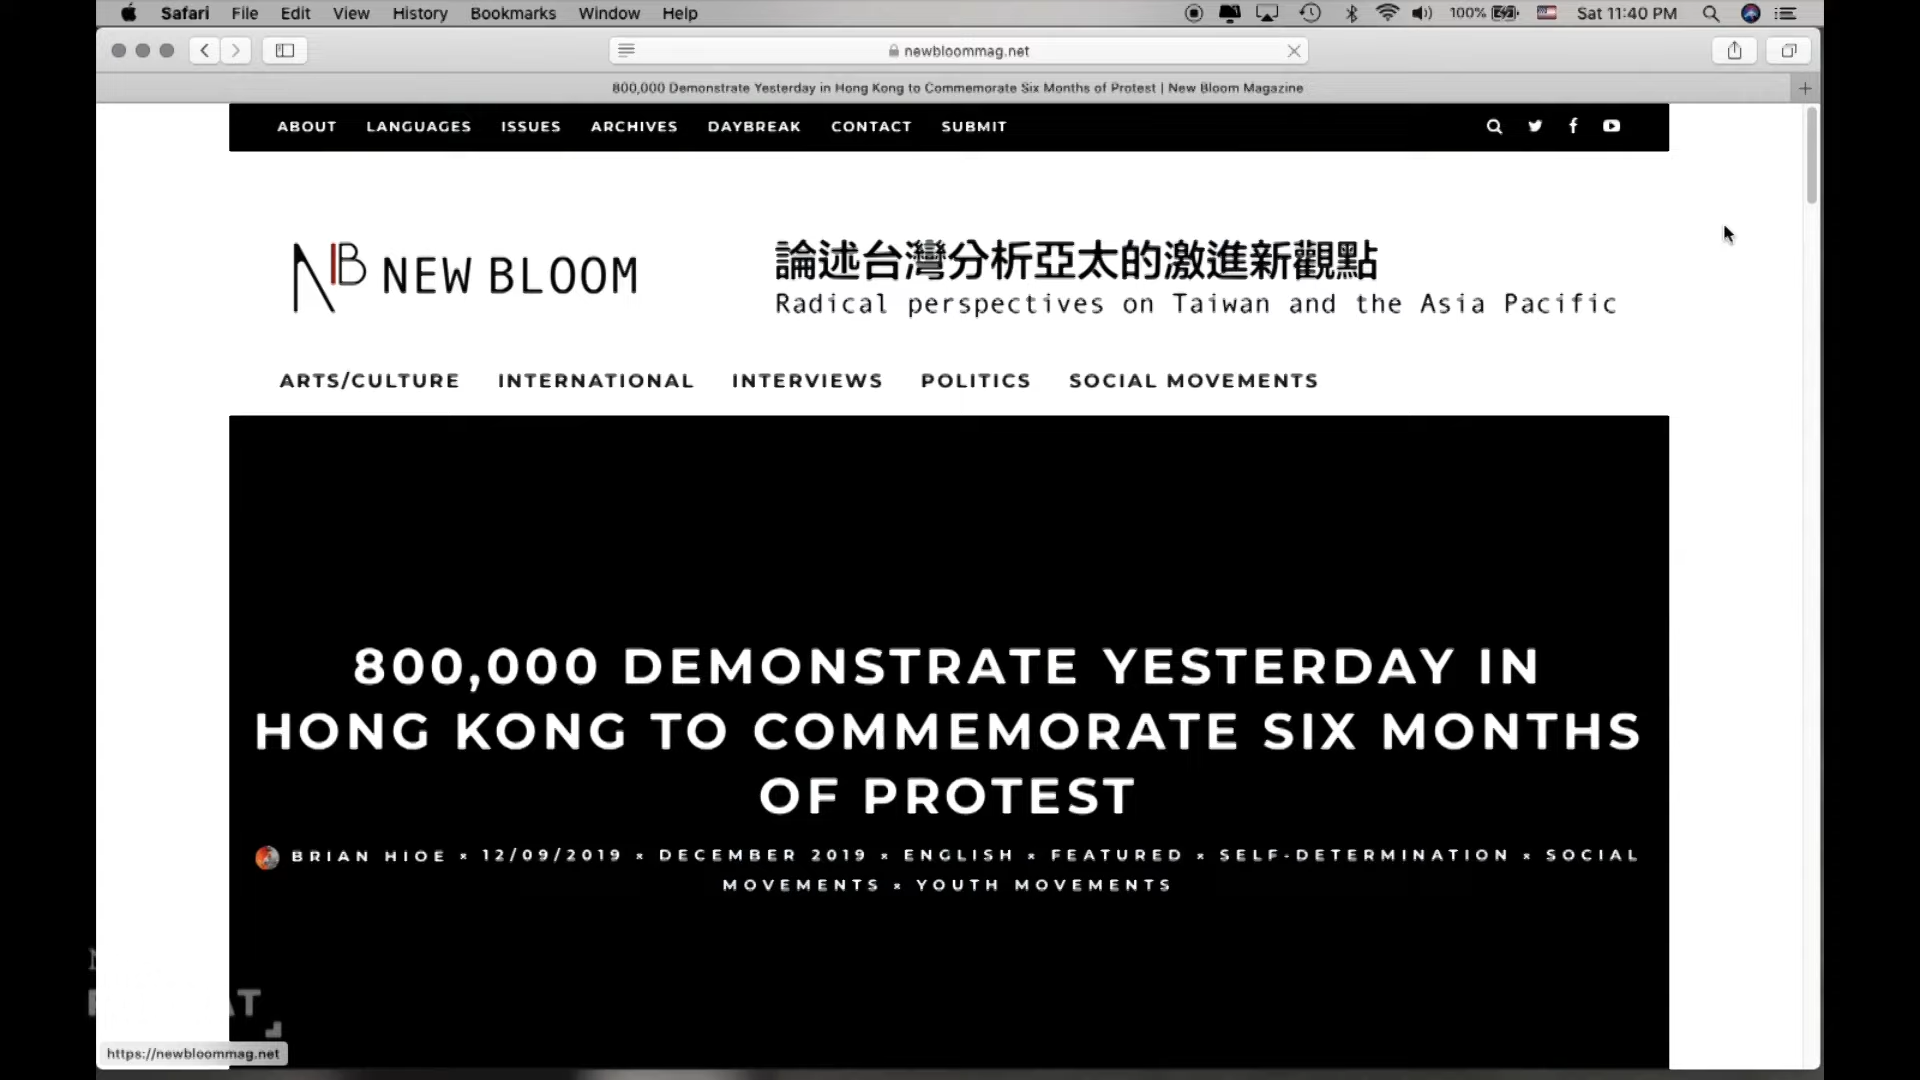 Safari File Edit View History Bookmarks Window Help 100% Sat 11:40 PM
newbloommag.net
800,000 Demonstrate Yesterday in Hong Kong to Commemorate Six Months of Protest | New Bloom Magazine
ABOUT LANGUAGES ISSUES ARCHIVES DAYBREAK CONTACT SUBMIT
NB NEW BLOOM
論述台灣分析亞太的激進新觀點
Radical perspectives on Taiwan and the Asia Pacific
ARTS/CULTURE INTERNATIONAL INTERVIEWS POLITICS SOCIAL MOVEMENTS
800,000 DEMONSTRATE YESTERDAY IN
HONG KONG TO COMMEMORATE SIX MONTHS
OF PROTEST
BRIAN HIOE × 12/09/2019 × DECEMBER 2019 × ENGLISH × FEATURED × SELF-DETERMINATION × SOCIAL
MOVEMENTS × YOUTH MOVEMENTS
https://newbloommag.net